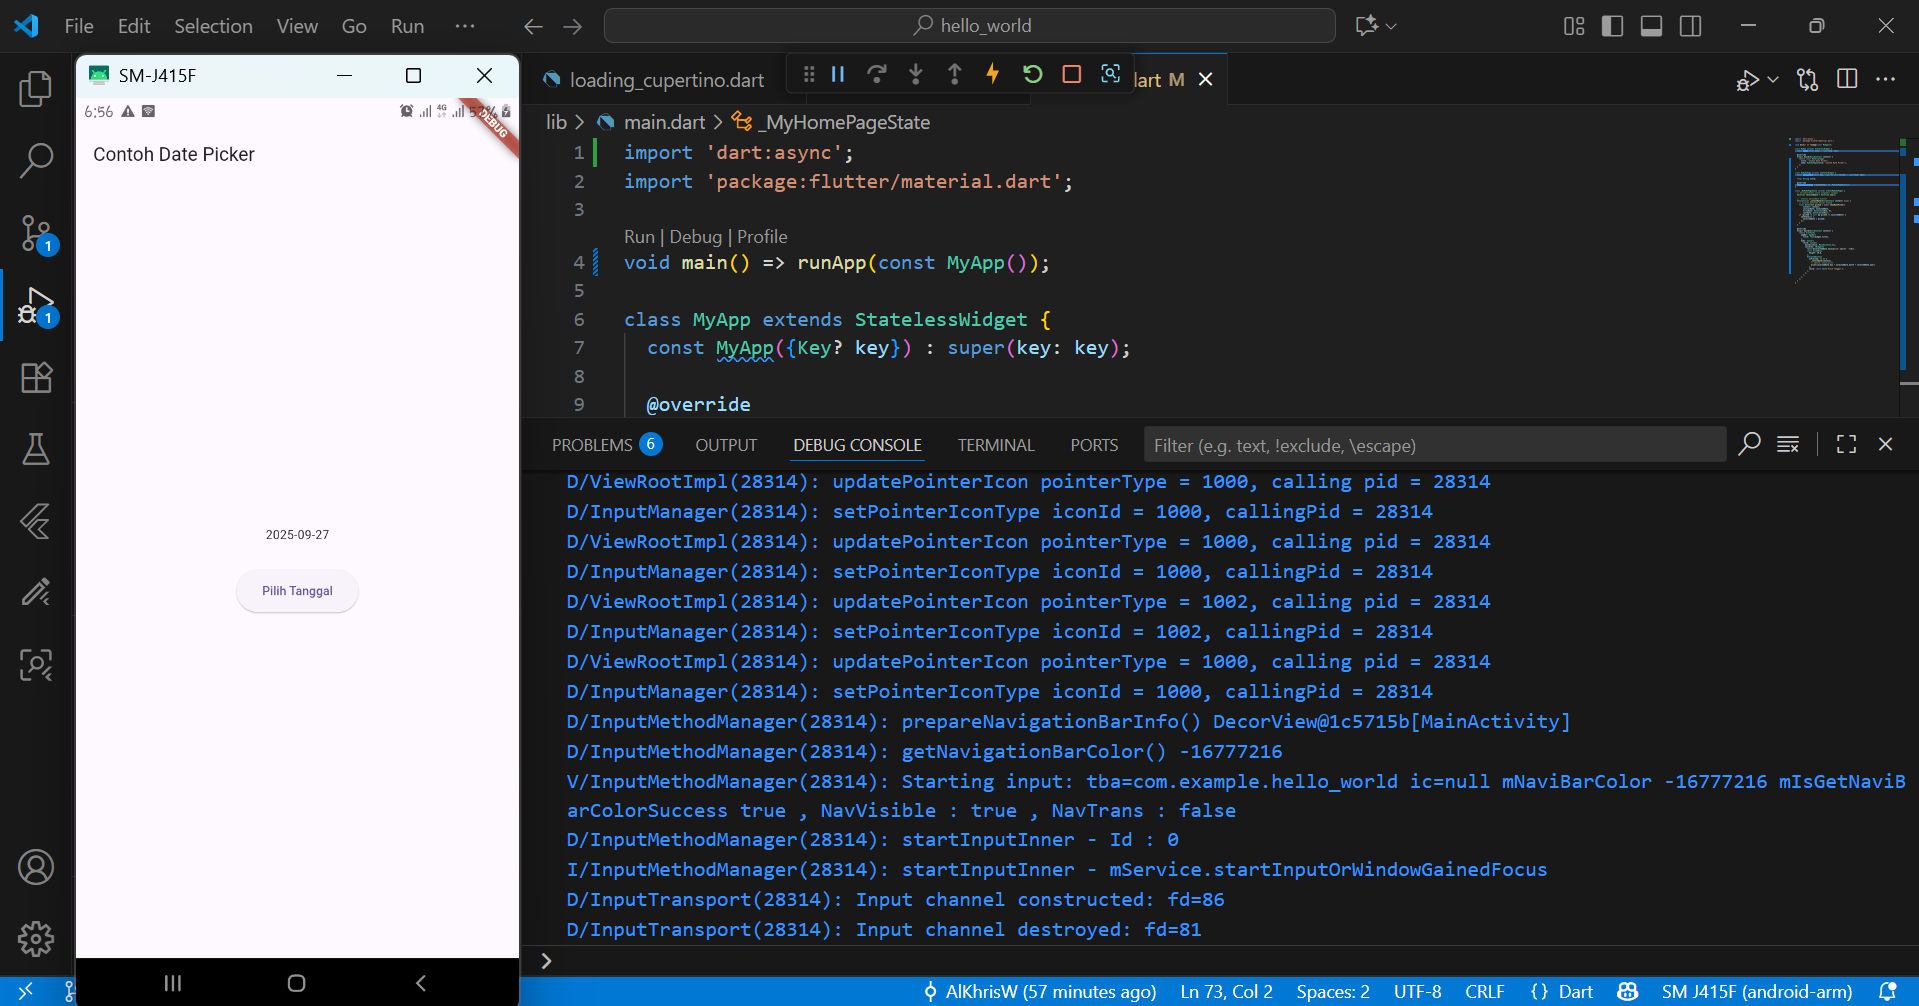 File Edit Selection View Go Run ···
hello_world
SM-J415F
6:56
4G 57%
DEBUG
Contoh Date Picker
2025-09-27
Pilih Tanggal
1
1
loading_cupertino.dart
dart M
lib > main.dart > _MyHomePageState
1 import 'dart:async';
2 import 'package:flutter/material.dart';
3
Run | Debug | Profile
4 void main() => runApp(const MyApp());
5
6 class MyApp extends StatelessWidget {
7 const MyApp({Key? key}) : super(key: key);
8
9 @override
PROBLEMS 6 OUTPUT DEBUG CONSOLE TERMINAL PORTS Filter (e.g. text, !exclude, \escape)
D/ViewRootImpl(28314): updatePointerIcon pointerType = 1000, calling pid = 28314
D/InputManager(28314): setPointerIconType iconId = 1000, callingPid = 28314
D/ViewRootImpl(28314): updatePointerIcon pointerType = 1000, calling pid = 28314
D/InputManager(28314): setPointerIconType iconId = 1000, callingPid = 28314
D/ViewRootImpl(28314): updatePointerIcon pointerType = 1002, calling pid = 28314
D/InputManager(28314): setPointerIconType iconId = 1002, callingPid = 28314
D/ViewRootImpl(28314): updatePointerIcon pointerType = 1000, calling pid = 28314
D/InputManager(28314): setPointerIconType iconId = 1000, callingPid = 28314
D/InputMethodManager(28314): prepareNavigationBarInfo() DecorView@1c5715b[MainActivity]
D/InputMethodManager(28314): getNavigationBarColor() -16777216
V/InputMethodManager(28314): Starting input: tba=com.example.hello_world ic=null mNaviBarColor -16777216 mIsGetNaviB
arColorSuccess true , NavVisible : true , NavTrans : false
D/InputMethodManager(28314): startInputInner - Id : 0
I/InputMethodManager(28314): startInputInner - mService.startInputOrWindowGainedFocus
D/InputTransport(28314): Input channel constructed: fd=86
D/InputTransport(28314): Input channel destroyed: fd=81
>
AlKhrisW (57 minutes ago) Ln 73, Col 2 Spaces: 2 UTF-8 CRLF {} Dart SM J415F (android-arm)